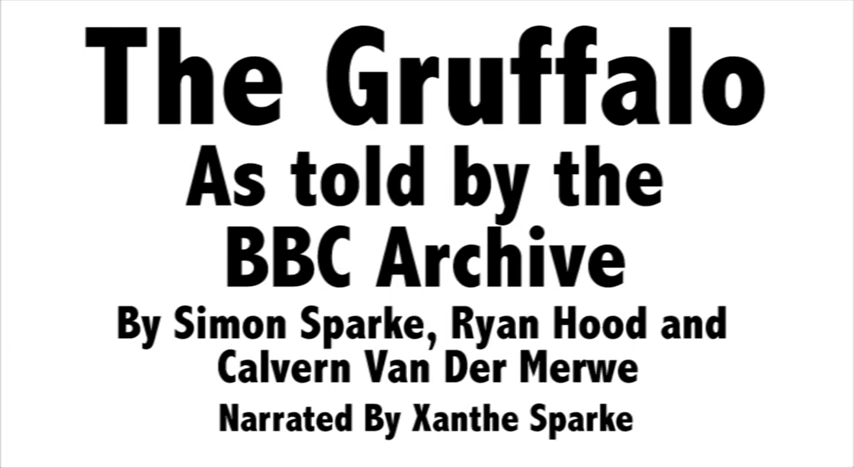 The Gruffalo
As told by the
BBC Archive
By Simon Sparke, Ryan Hood and
Calvern Van Der Merwe
Narrated By Xanthe Sparke